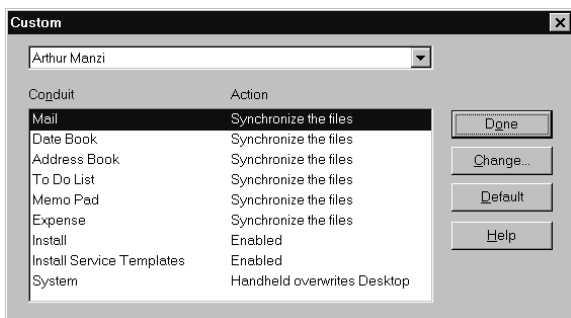 Custom
Arthur Manzi
Conduit Action
Mail Synchronize the files
Date Book Synchronize the files
Address Book Synchronize the files
To Do List Synchronize the files
Memo Pad Synchronize the files
Expense Synchronize the files
Install Enabled
Install Service Templates Enabled
System Handheld overwrites Desktop
Done
Change...
Default
Help